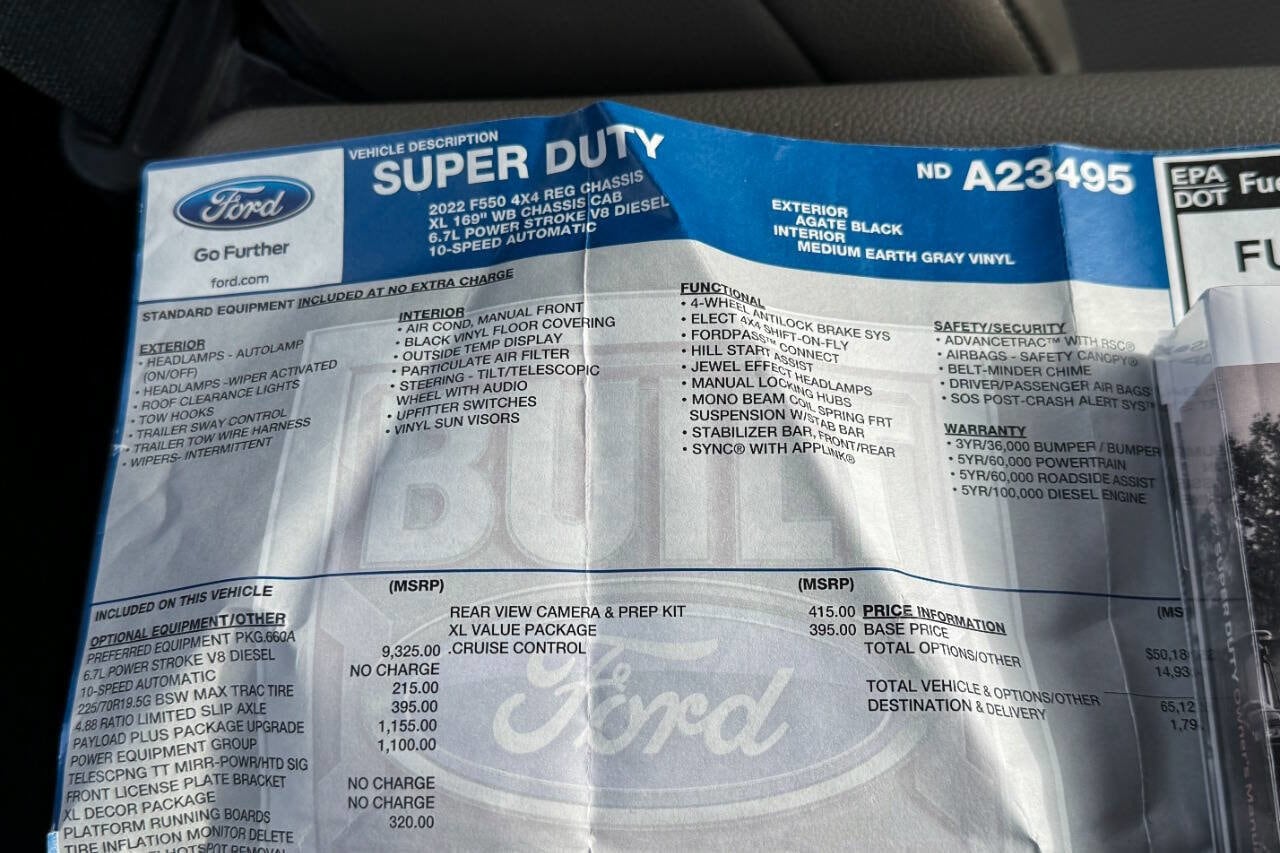 Ford
Go Further
ford.com
VEHICLE DESCRIPTION
SUPER DUTY
2022 F550 4X4 REG CHASSIS
XL 169" WB CHASSIS CAB
6.7L POWER STROKE V8 DIESEL
10-SPEED AUTOMATIC
ND A23495
EXTERIOR
AGATE BLACK
INTERIOR
MEDIUM EARTH GRAY VINYL
EPA
DOT
STANDARD EQUIPMENT INCLUDED AT NO EXTRA CHARGE
EXTERIOR
• HEADLAMPS - AUTOLAMP
(ON/OFF)
• HEADLAMPS -WIPER ACTIVATED
• ROOF CLEARANCE LIGHTS
• TOW HOOKS
• TRAILER SWAY CONTROL
• TRAILER TOW WIRE HARNESS
• WIPERS- INTERMITTENT
INTERIOR
• AIR COND, MANUAL FRONT
• BLACK VINYL FLOOR COVERING
• OUTSIDE TEMP DISPLAY
• PARTICULATE AIR FILTER
• STEERING - TILT/TELESCOPIC
WHEEL WITH AUDIO
• UPFITTER SWITCHES
• VINYL SUN VISORS
FUNCTIONAL
• 4-WHEEL ANTILOCK BRAKE SYS
• ELECT 4X4 SHIFT-ON-FLY
• FORDPASS™ CONNECT
• HILL START ASSIST
• JEWEL EFFECT HEADLAMPS
• MANUAL LOCKING HUBS
• MONO BEAM COIL SPRING FRT
SUSPENSION W/STAB BAR
• STABILIZER BAR, FRONT/REAR
• SYNC® WITH APPLINK®
SAFETY/SECURITY
• ADVANCETRAC™ WITH RSC®
• AIRBAGS - SAFETY CANOPY®
• BELT-MINDER CHIME
• DRIVER/PASSENGER AIR BAGS
• SOS POST-CRASH ALERT SYS™
WARRANTY
• 3YR/36,000 BUMPER / BUMPER
• 5YR/60,000 POWERTRAIN
• 5YR/60,000 ROADSIDE ASSIST
• 5YR/100,000 DIESEL ENGINE
BUILT
Ford
INCLUDED ON THIS VEHICLE
(MSRP)
OPTIONAL EQUIPMENT/OTHER
PREFERRED EQUIPMENT PKG.660A
6.7L POWER STROKE V8 DIESEL 9,325.00
10-SPEED AUTOMATIC NO CHARGE
225/70R19.5G BSW MAX TRAC TIRE 215.00
4.88 RATIO LIMITED SLIP AXLE 395.00
PAYLOAD PLUS PACKAGE UPGRADE 1,155.00
POWER EQUIPMENT GROUP 1,100.00
TELESCPNG TT MIRR-POWR/HTD SIG
FRONT LICENSE PLATE BRACKET NO CHARGE
XL DECOR PACKAGE NO CHARGE
PLATFORM RUNNING BOARDS 320.00
TIRE INFLATION MONITOR DELETE
HOTSPOT REMOVAL
(MSRP)
REAR VIEW CAMERA & PREP KIT 415.00
XL VALUE PACKAGE 395.00
.CRUISE CONTROL
PRICE INFORMATION
BASE PRICE
TOTAL OPTIONS/OTHER
TOTAL VEHICLE & OPTIONS/OTHER
DESTINATION & DELIVERY
SUPER DUTY Owner's Manual